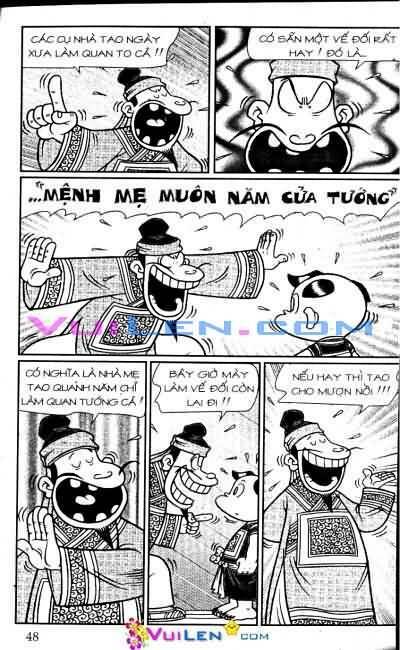 CÁC CỤ NHÀ TAO NGÀY
XƯA LÀM QUAN TO CẢ !!
CÓ SẴN MỘT VẾ ĐỐI RẤT
HAY ! ĐÓ LÀ...
"...MỆNH MẸ MUÔN NĂM CỬA TƯỚNG"
VUILEN.COM
CÓ NGHĨA LÀ NHÀ MẸ
TAO QUANH NĂM CHỈ
LÀM QUAN TƯỚNG CẢ !
BÂY GIỜ MÀY
LÀM VẾ ĐỐI CÒN
LẠI ĐI !!
NẾU HAY THÌ TAO
CHO MƯỢN NỒI !!!
48
VUILEN.COM